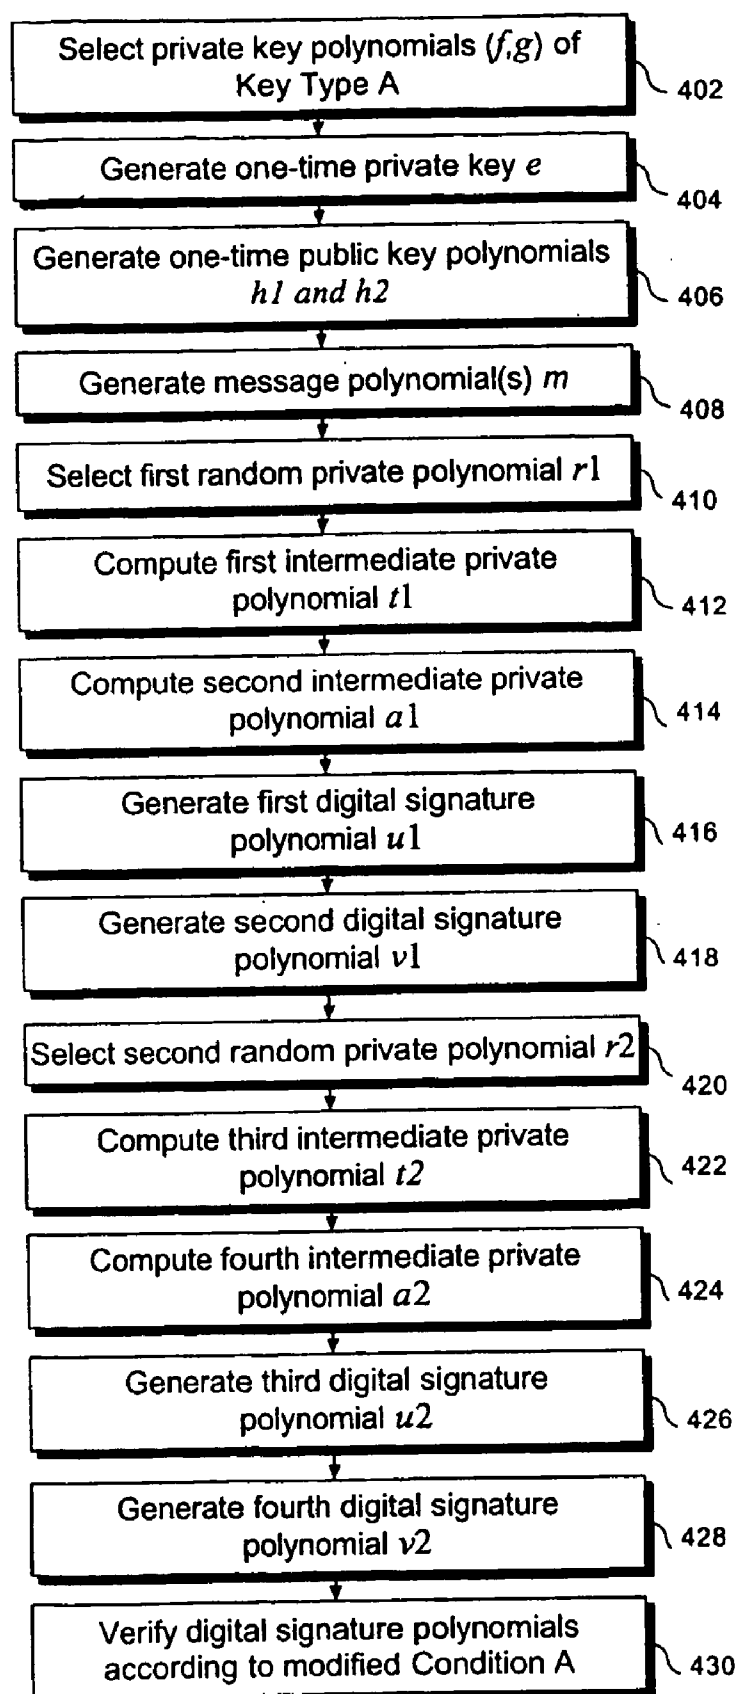 Select private key polynomials (f,g) of
Key Type A
402
Generate one-time private key e
404
Generate one-time public key polynomials
h1 and h2
406
Generate message polynomial(s) m
408
Select first random private polynomial r1
410
Compute first intermediate private
polynomial t1
412
Compute second intermediate private
polynomial a1
414
Generate first digital signature
polynomial u1
416
Generate second digital signature
polynomial v1
418
Select second random private polynomial r2
420
Compute third intermediate private
polynomial t2
422
Compute fourth intermediate private
polynomial a2
424
Generate third digital signature
polynomial u2
426
Generate fourth digital signature
polynomial v2
428
Verify digital signature polynomials
according to modified Condition A
430